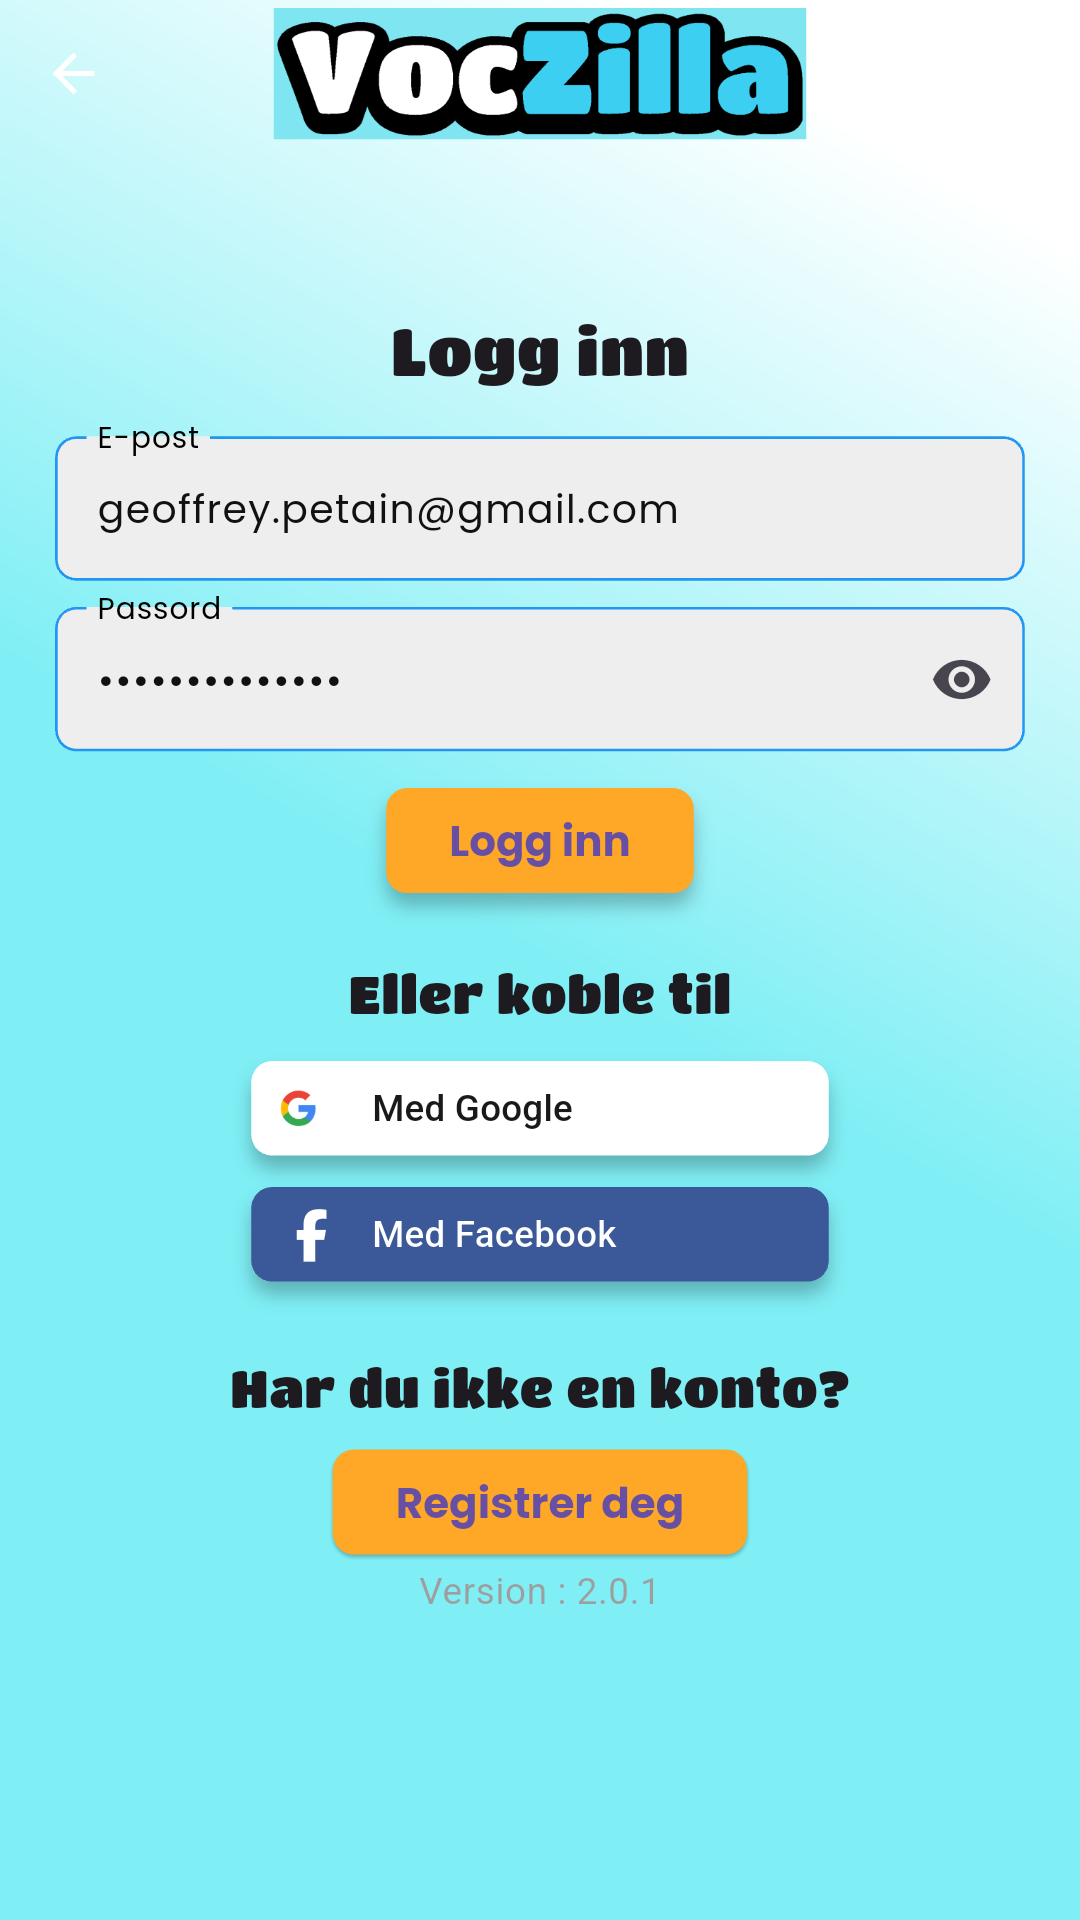 VocZilla
Logg inn
E-post
geoffrey.petain@gmail.com
Passord
••••••••••••••
Logg inn
Eller koble til
Med Google
Med Facebook
Har du ikke en konto?
Registrer deg
Version : 2.0.1